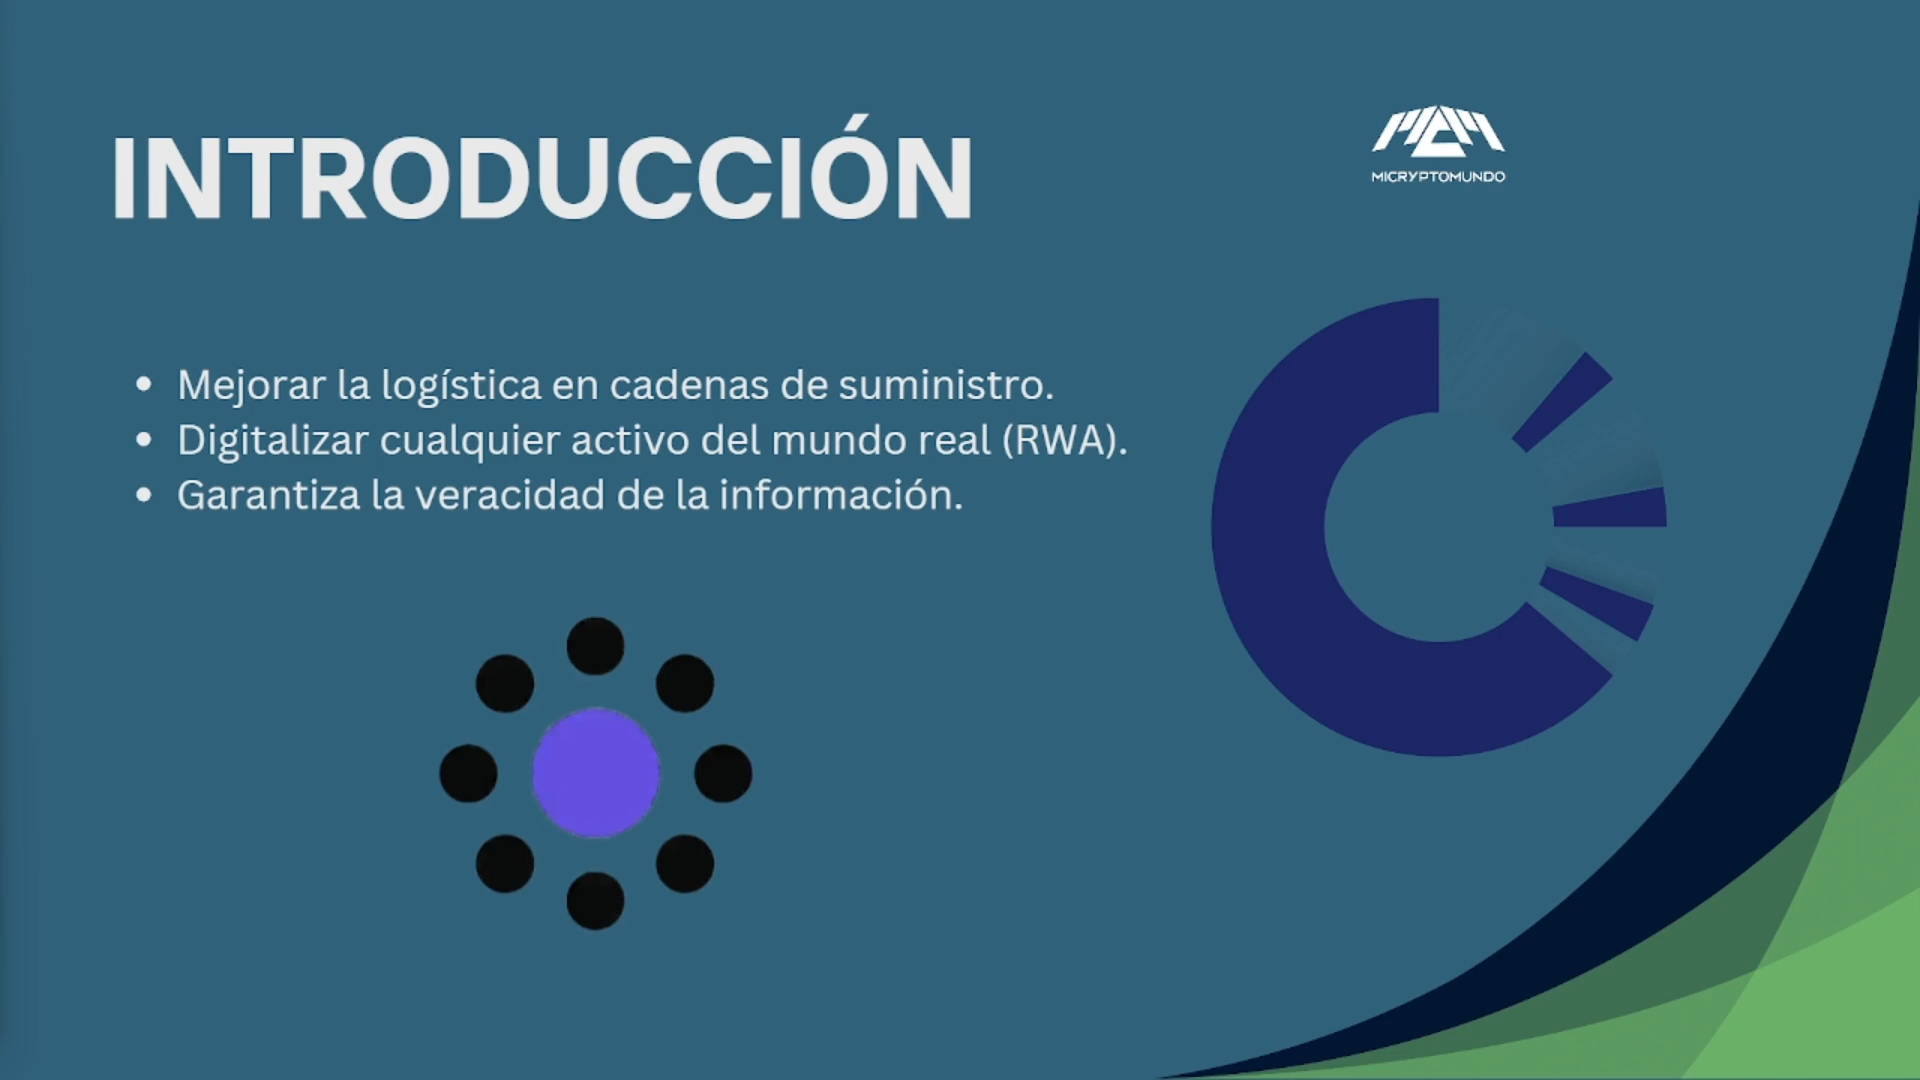 INTRODUCCIÓN
MCM
MICRYPTOMUNDO
• Mejorar la logística en cadenas de suministro.
• Digitalizar cualquier activo del mundo real (RWA).
• Garantiza la veracidad de la información.